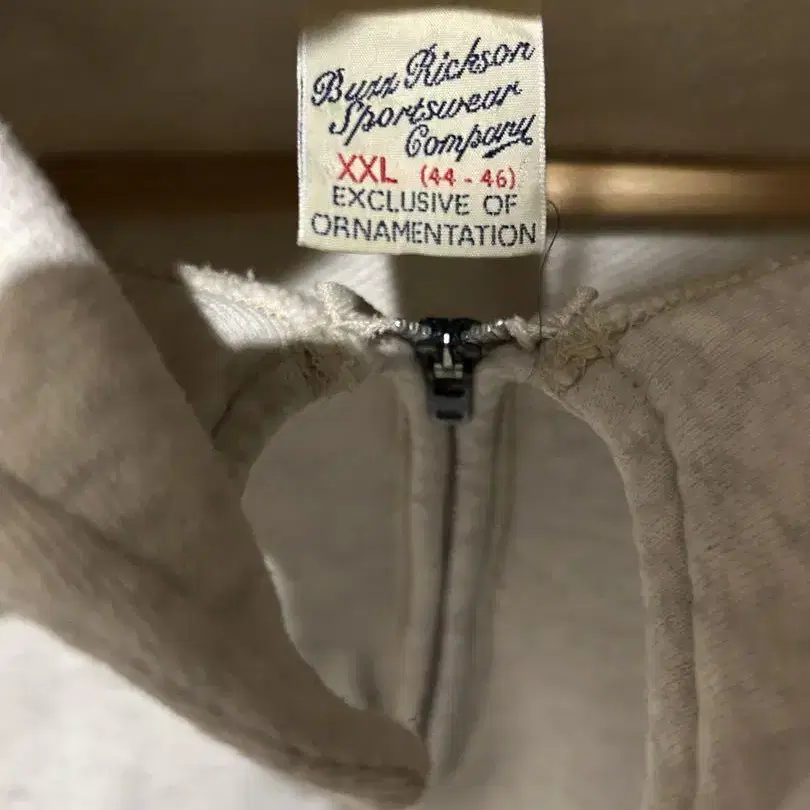 Buzz Rickson
Sportswear
Company
XXL (44 - 46)
EXCLUSIVE OF
ORNAMENTATION